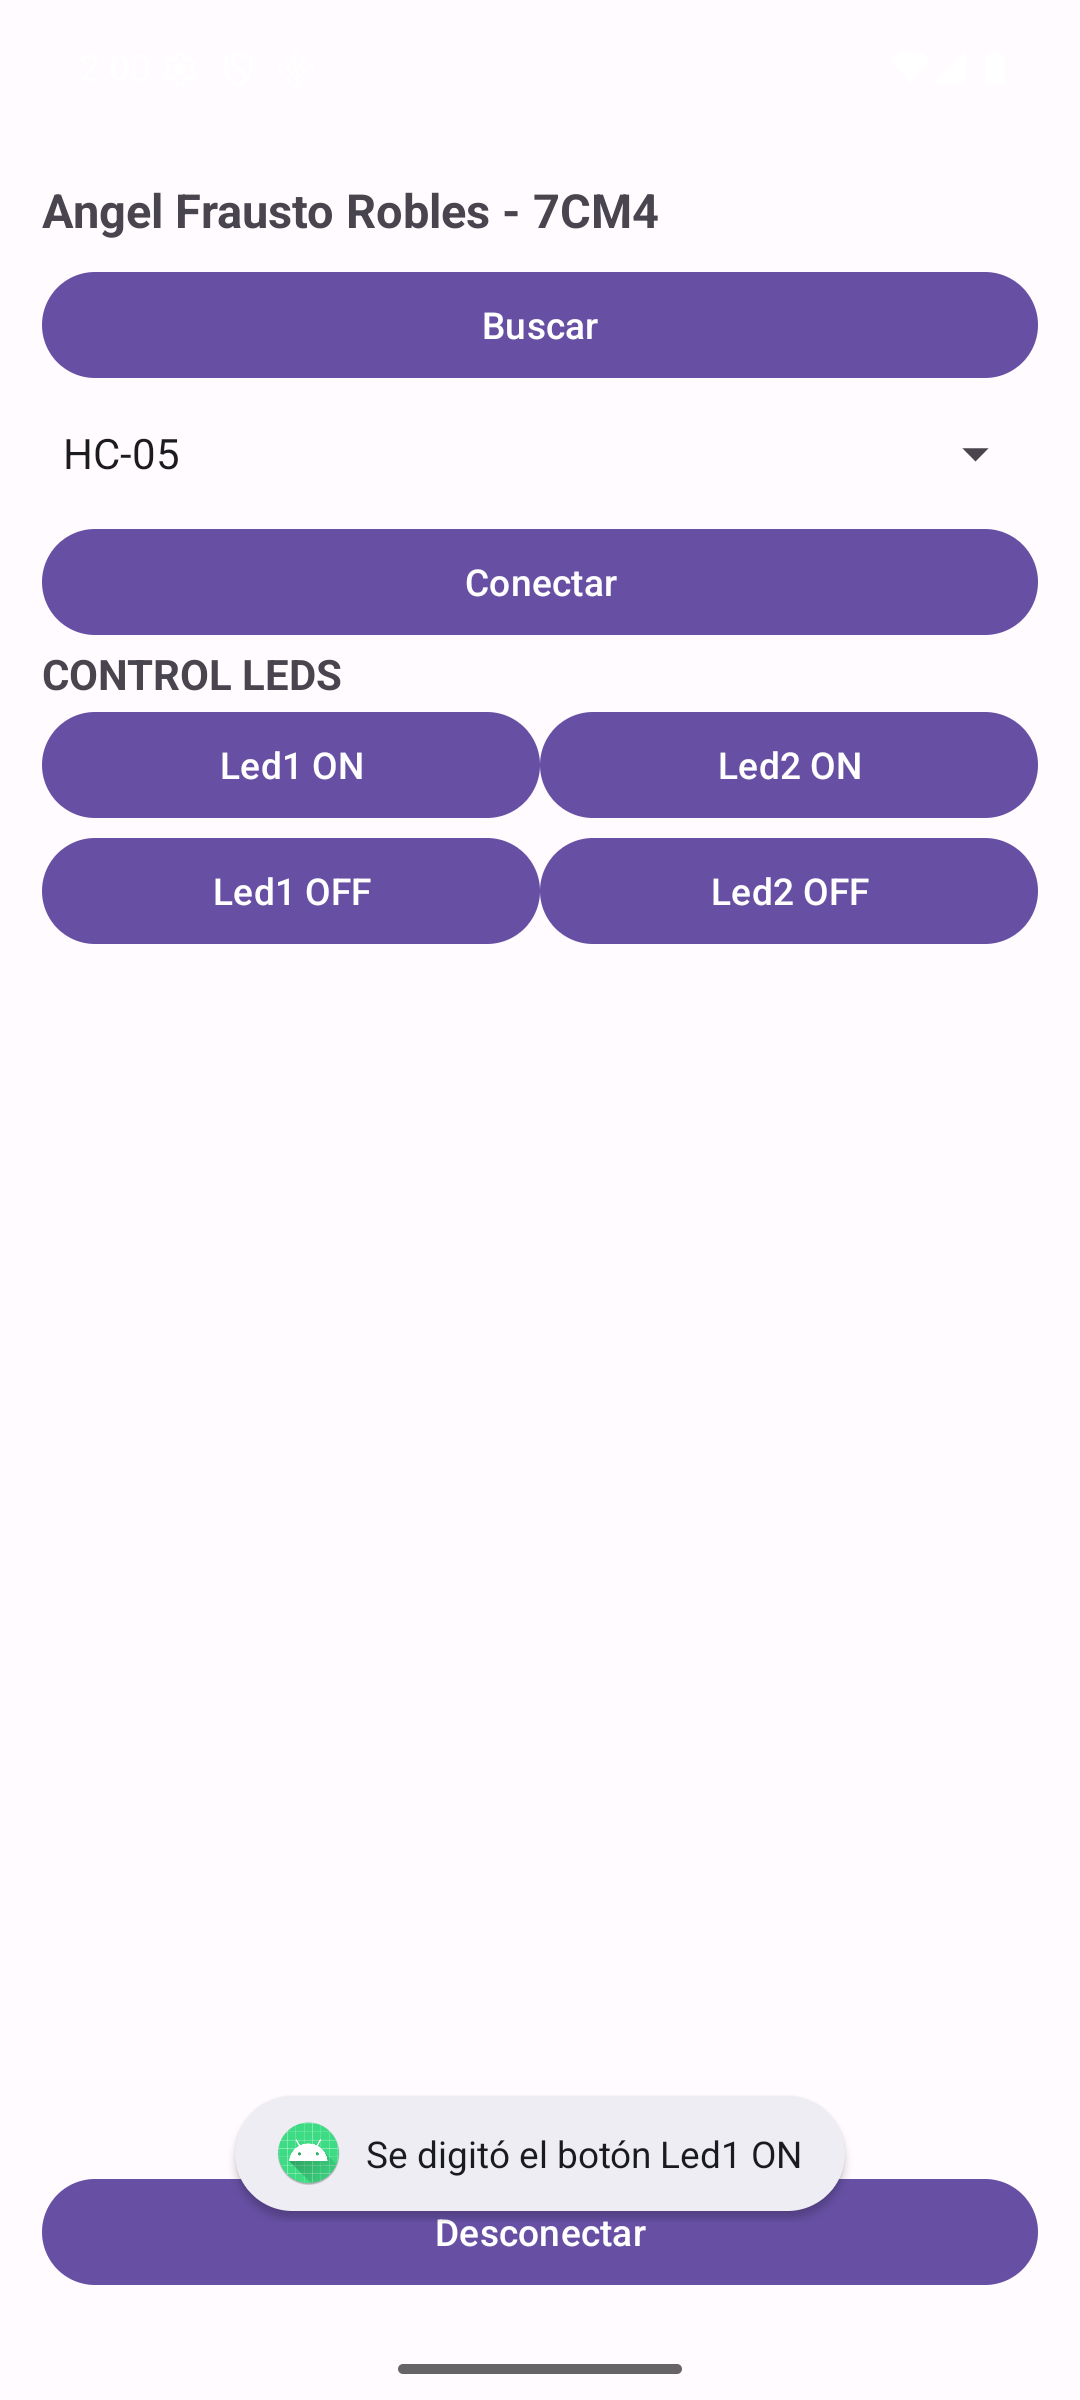 Angel Frausto Robles - 7CM4
Buscar
HC-05
Conectar
CONTROL LEDS
Led1 ON
Led2 ON
Led1 OFF
Led2 OFF
Se digitó el botón Led1 ON
Desconectar